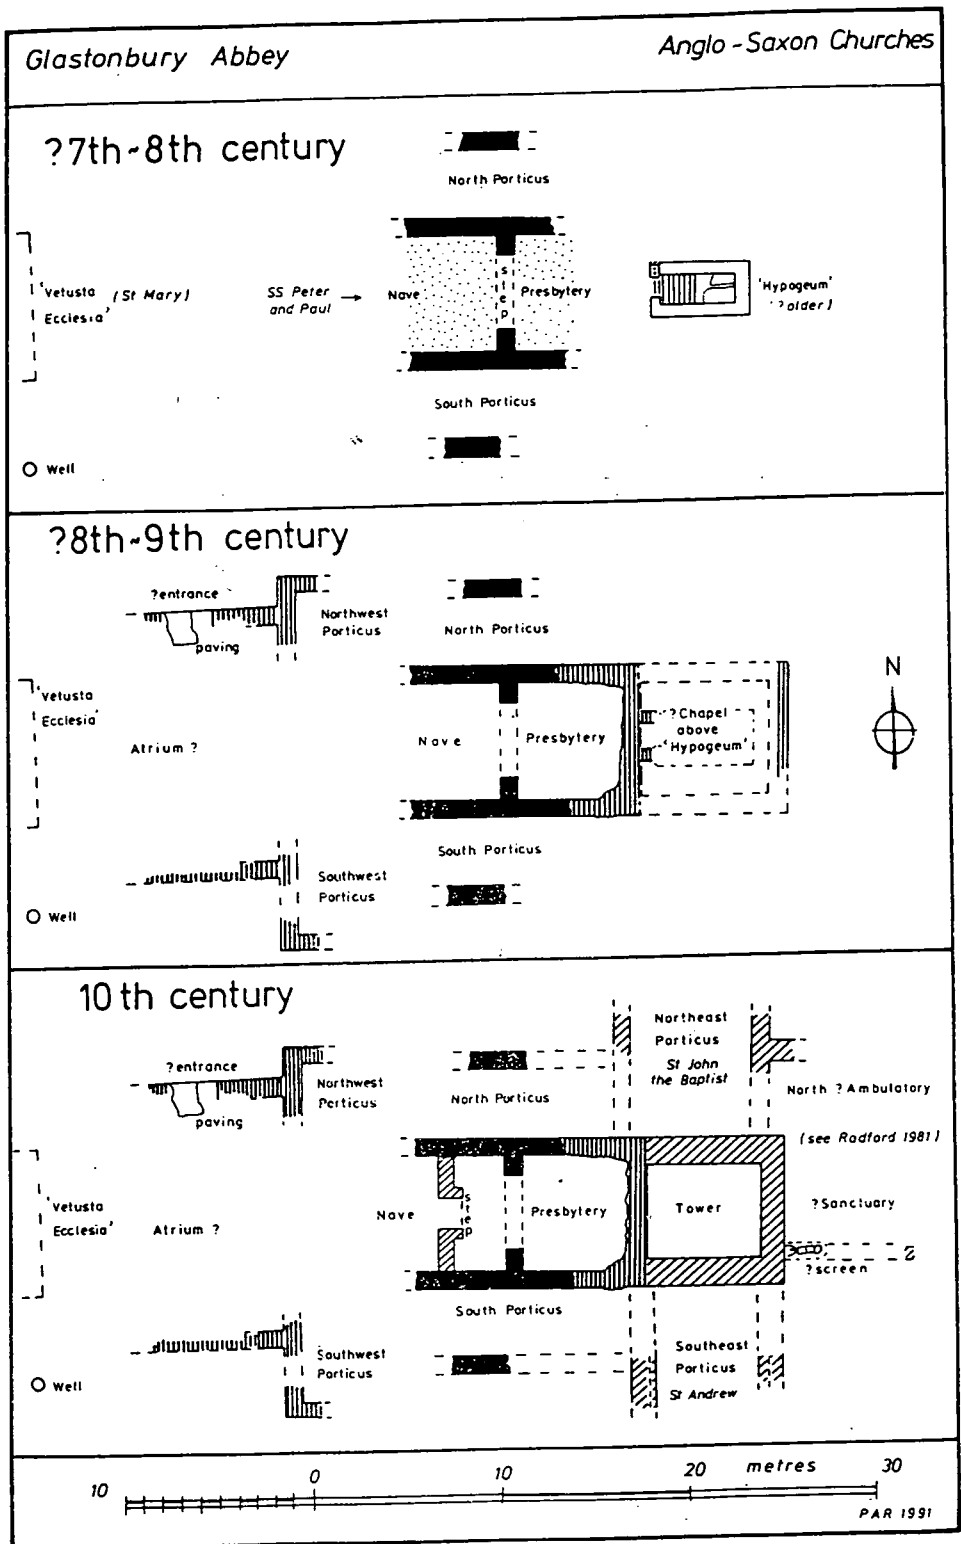 Glastonbury Abbey
Anglo-Saxon Churches
?7th-8th century
North Porticus
'Vetusta (St Mary)
Ecclesia'
SS Peter
and Paul
Nave
step
Presbytery
'Hypogeum'
(?older)
South Porticus
Well
?8th-9th century
?entrance
paving
Northwest
Porticus
North Porticus
'Vetusta
Ecclesia'
Atrium ?
Nave
Presbytery
?Chapel
above
'Hypogeum'
N
South Porticus
Southwest
Porticus
Well
10th century
?entrance
paving
Northwest
Porticus
North Porticus
Northeast
Porticus
St John
the Baptist
North ?Ambulatory
(see Radford 1981)
'Vetusta
Ecclesia'
Atrium ?
Nave
step
Presbytery
Tower
?Sanctuary
?screen
South Porticus
Southwest
Porticus
Southeast
Porticus
St Andrew
Well
10 0 10 20 metres 30
PAR 1991